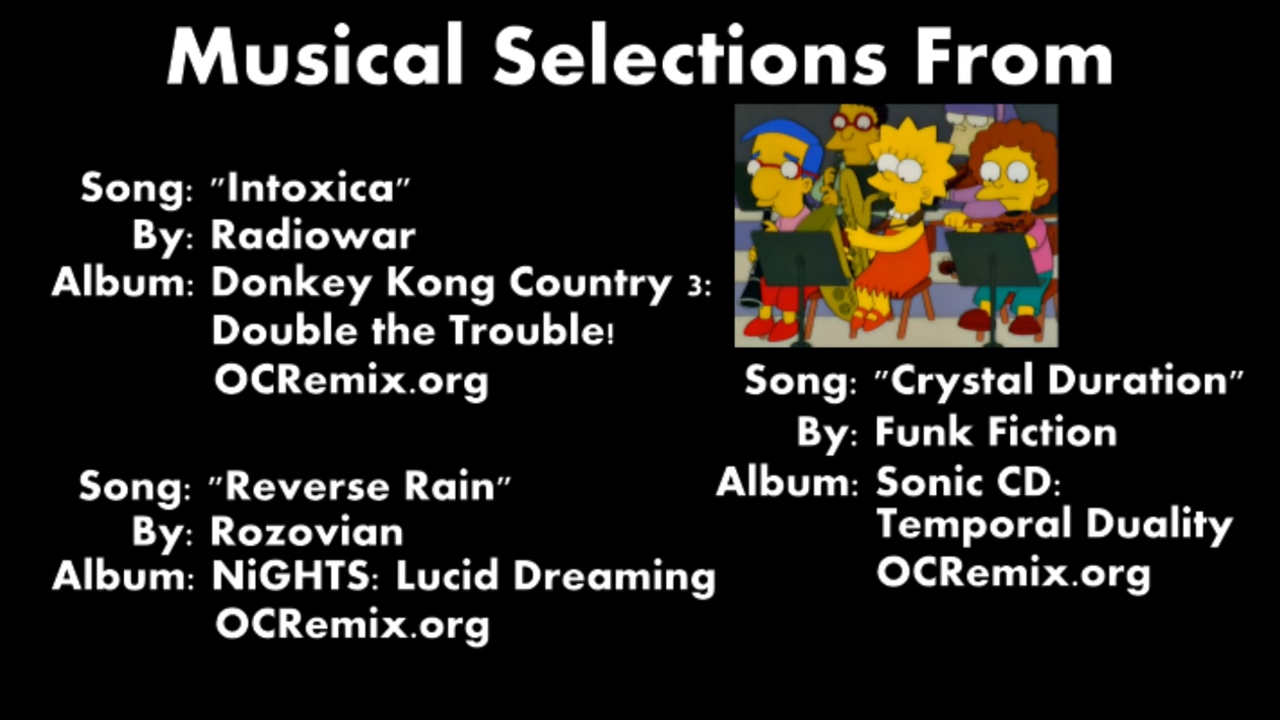 Musical Selections From
Song: "Intoxica"
By: Radiowar
Album: Donkey Kong Country 3:
Double the Trouble!
OCRemix.org
Song: "Reverse Rain"
By: Rozovian
Album: NiGHTS: Lucid Dreaming
OCRemix.org
Song: "Crystal Duration"
By: Funk Fiction
Album: Sonic CD:
Temporal Duality
OCRemix.org